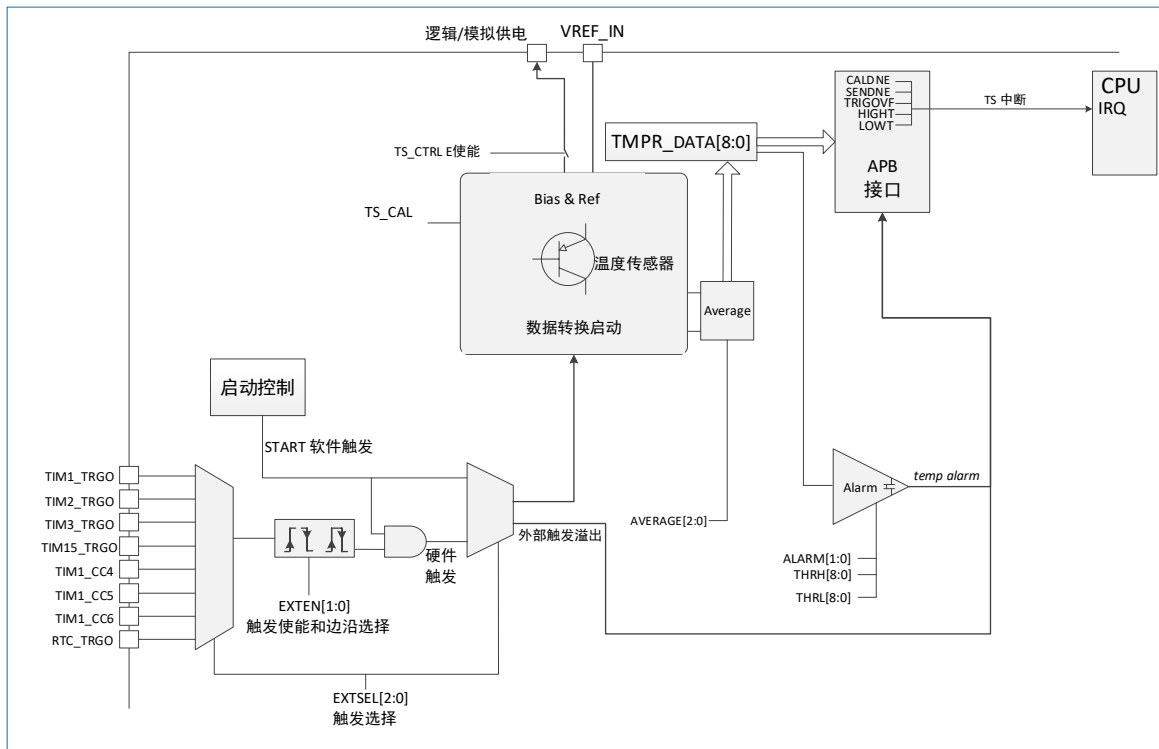 逻辑/模拟供电
VREF_IN
CALDNE
SENDNE
TRIGOVF
HIGHT
LOWT
APB
接口
TS 中断
CPU
IRQ
TMPR_DATA[8:0]
TS_CTRL E使能
TS_CAL
Bias & Ref
温度传感器
数据转换启动
Average
启动控制
START 软件触发
TIM1_TRGO
TIM2_TRGO
TIM3_TRGO
TIM15_TRGO
TIM1_CC4
TIM1_CC5
TIM1_CC6
RTC_TRGO
硬件
触发
外部触发溢出
AVERAGE[2:0]
Alarm
temp alarm
ALARM[1:0]
THRH[8:0]
THRL[8:0]
EXTEN[1:0]
触发使能和边沿选择
EXTSEL[2:0]
触发选择